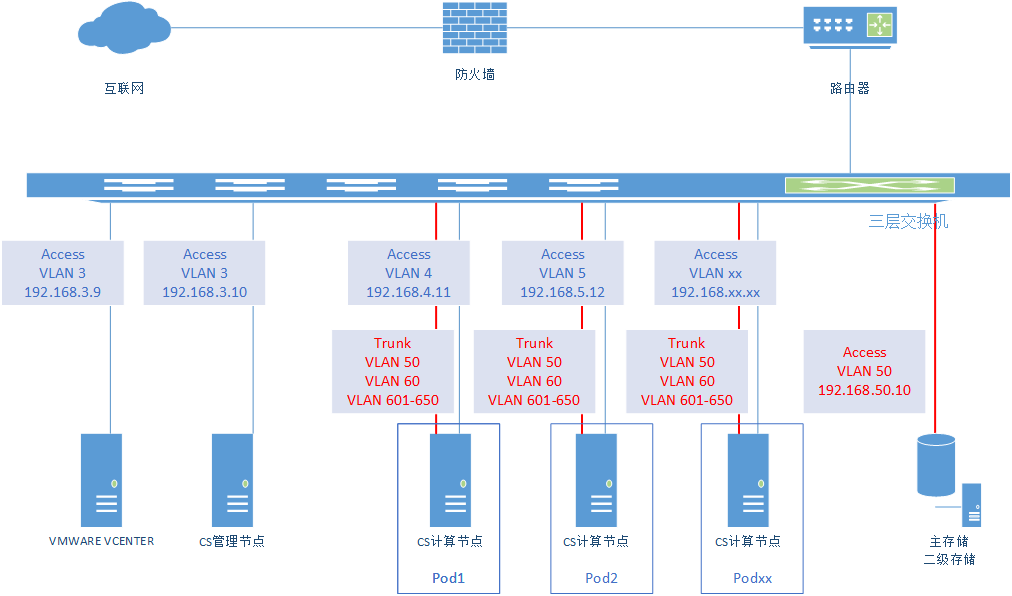 互联网
防火墙
路由器
三层交换机
Access
VLAN 3
192.168.3.9
Access
VLAN 3
192.168.3.10
Access
VLAN 4
192.168.4.11
Access
VLAN 5
192.168.5.12
Access
VLAN xx
192.168.xx.xx
Trunk
VLAN 50
VLAN 60
VLAN 601-650
Trunk
VLAN 50
VLAN 60
VLAN 601-650
Trunk
VLAN 50
VLAN 60
VLAN 601-650
Access
VLAN 50
192.168.50.10
VMWARE VCENTER
CS管理节点
CS计算节点
Pod1
CS计算节点
Pod2
CS计算节点
Podxx
主存储
二级存储